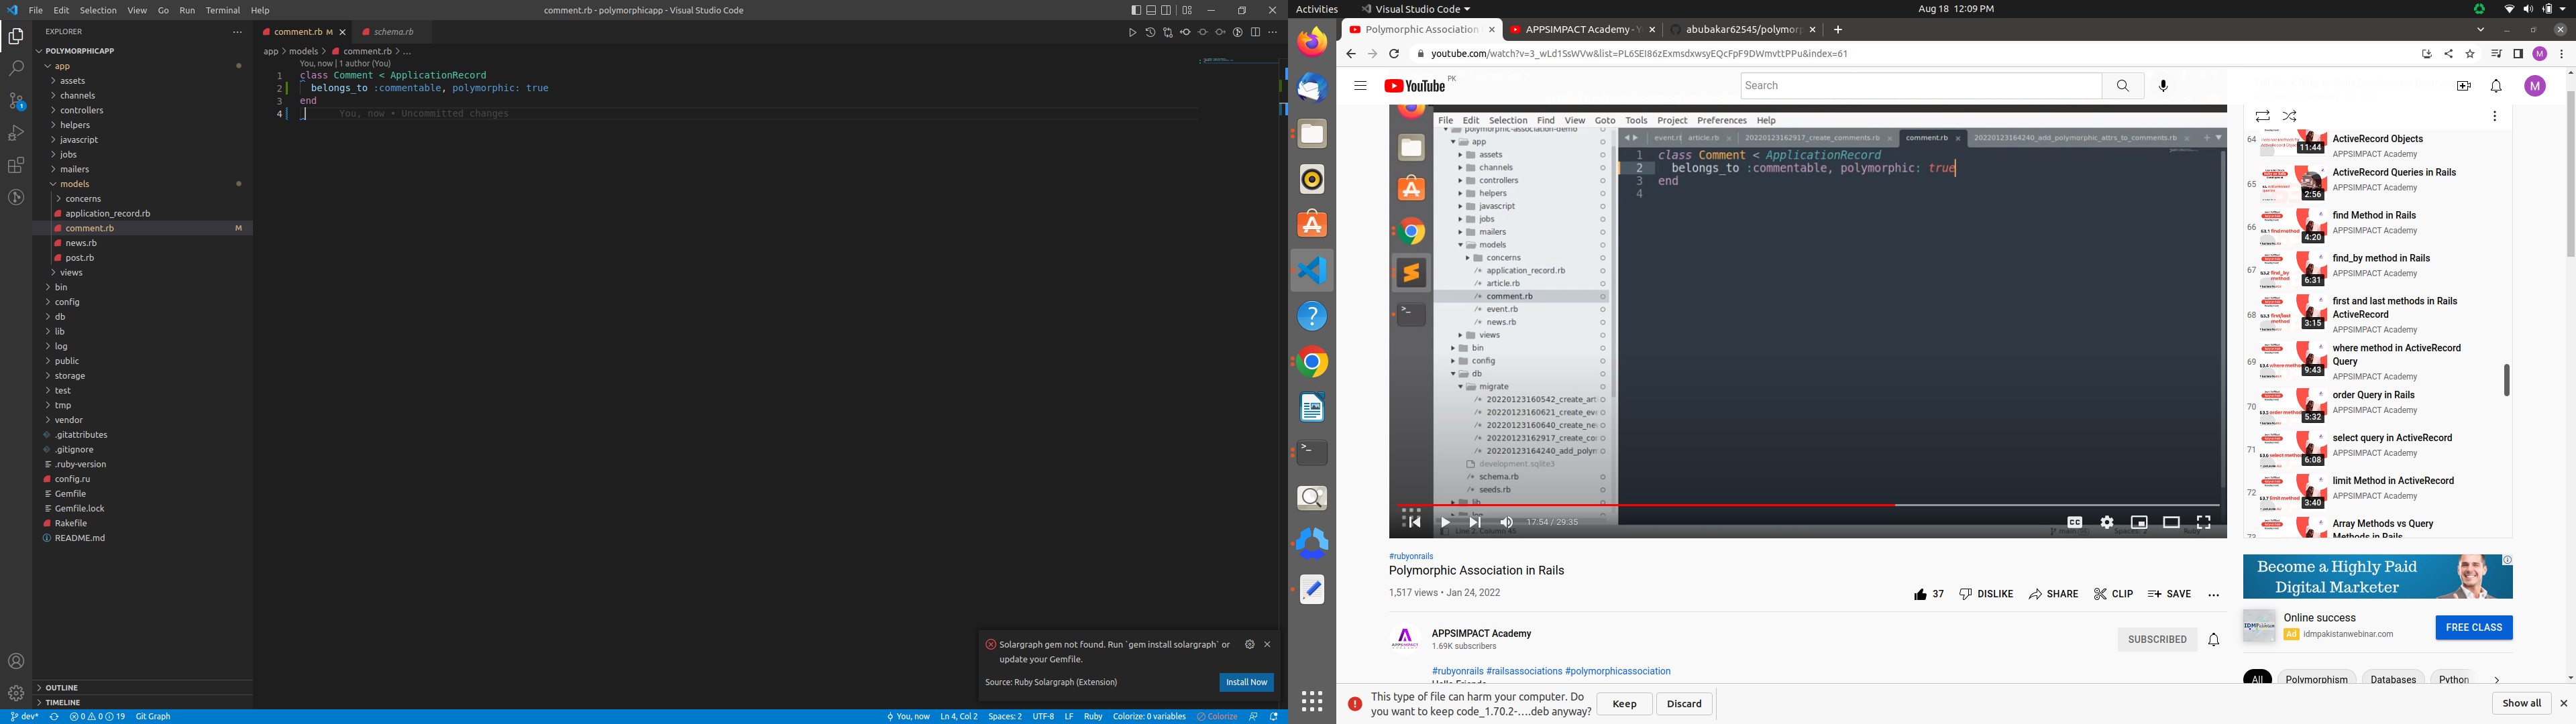 File Edit Selection View Go Run Terminal Help
comment.rb - polymorphicapp - Visual Studio Code
EXPLORER
POLYMORPHICAPP
app
assets
channels
controllers
helpers
javascript
jobs
mailers
models
concerns
application_record.rb
comment.rb M
news.rb
post.rb
views
bin
config
db
lib
log
public
storage
test
tmp
vendor
.gitattributes
.gitignore
.ruby-version
config.ru
Gemfile
Gemfile.lock
Rakefile
README.md
OUTLINE
TIMELINE
comment.rb M
schema.rb
app > models > comment.rb > ...
You, now | 1 author (You)
1 class Comment < ApplicationRecord
2 belongs_to :commentable, polymorphic: true
3 end
4 You, now • Uncommitted changes
Solargraph gem not found. Run `gem install solargraph` or
update your Gemfile.
Source: Ruby Solargraph (Extension)
Install Now
dev* 0 0 19 Git Graph
You, now Ln 4, Col 2 Spaces: 2 UTF-8 LF Ruby Colorize: 0 variables Colorize
Activities
Visual Studio Code
Aug 18 12:09 PM
Polymorphic Association
APPSIMPACT Academy - Y
abubakar62545/polymorp
youtube.com/watch?v=3_wLd1SsWVw&list=PL6SEI86zExmsdxwsyEQcFpF9DWmvttPPu&index=61
M
YouTube PK
Search
M
File Edit Selection Find View Goto Tools Project Preferences Help
polymorphic-association-demo
app
assets
channels
controllers
helpers
javascript
jobs
mailers
models
concerns
application_record.rb
article.rb
comment.rb
event.rb
news.rb
views
bin
config
db
migrate
20220123160542_create_art
20220123160621_create_eve
20220123160640_create_ne
20220123162917_create_co
20220123164240_add_polym
development.sqlite3
schema.rb
seeds.rb
lib
event.rb article.rb 20220123162917_create_comments.rb comment.rb 20220123164240_add_polymorphic_attrs_to_comments.rb
1 class Comment < ApplicationRecord
2 belongs_to :commentable, polymorphic: true
3 end
4
Line 2, Column 45
17:54 / 29:35
#rubyonrails
Polymorphic Association in Rails
1,517 views • Jan 24, 2022
37 DISLIKE SHARE CLIP SAVE
APPSIMPACT Academy
1.69K subscribers
SUBSCRIBED
#rubyonrails #railsassociations #polymorphicassociation
64 11:44 ActiveRecord Objects
APPSIMPACT Academy
65 2:56 ActiveRecord Queries in Rails
APPSIMPACT Academy
66 4:20 find Method in Rails
APPSIMPACT Academy
67 6:31 find_by method in Rails
APPSIMPACT Academy
68 3:15 first and last methods in Rails
ActiveRecord
APPSIMPACT Academy
69 9:43 where method in ActiveRecord
Query
APPSIMPACT Academy
70 5:32 order Query in Rails
APPSIMPACT Academy
71 6:08 select query in ActiveRecord
APPSIMPACT Academy
72 3:40 limit Method in ActiveRecord
APPSIMPACT Academy
Array Methods vs Query
Methods in Rails
Become a Highly Paid
Digital Marketer
Online success
Ad idmpakistanwebinar.com
FREE CLASS
All Polymorphism Databases Python
This type of file can harm your computer. Do
you want to keep code_1.70.2-....deb anyway?
Keep Discard
Show all